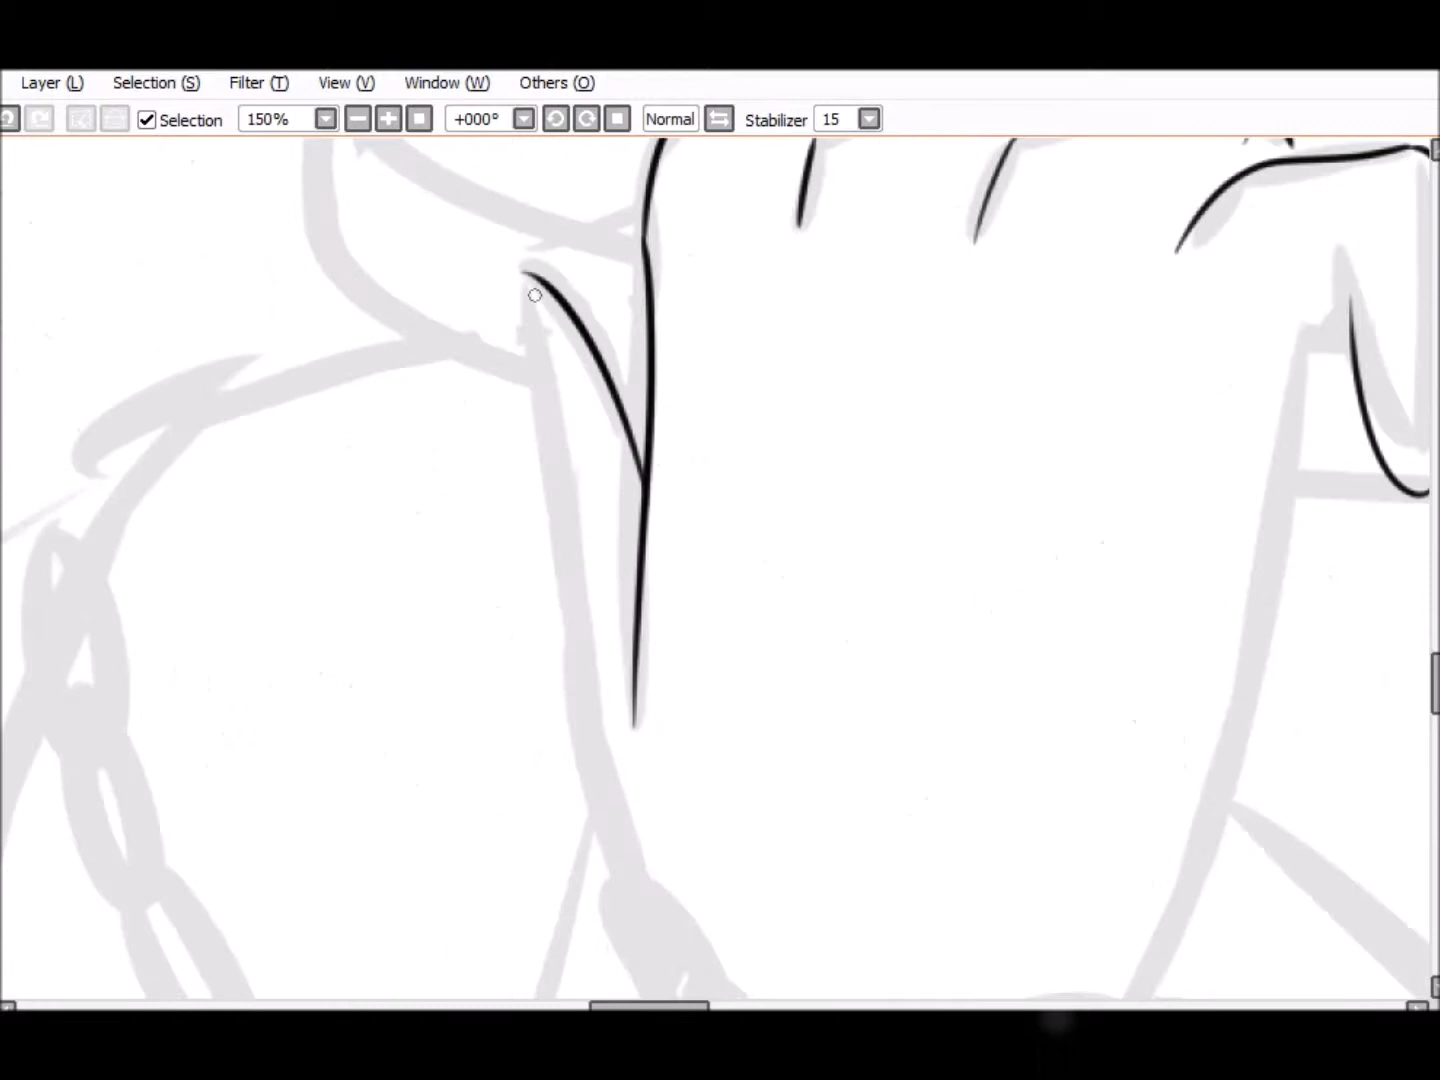 Layer (L) Selection (S) Filter (T) View (V) Window (W) Others (O)
Selection 150% +000° Normal Stabilizer 15